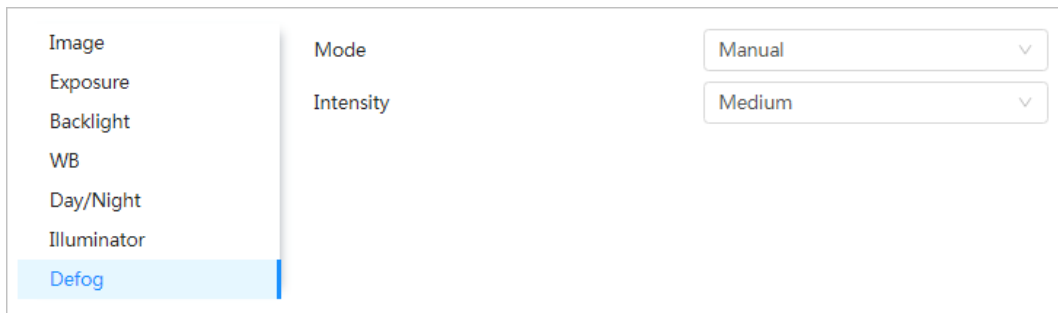 Image
Exposure
Backlight
WB
Day/Night
Illuminator
Defog
Mode
Manual
Intensity
Medium